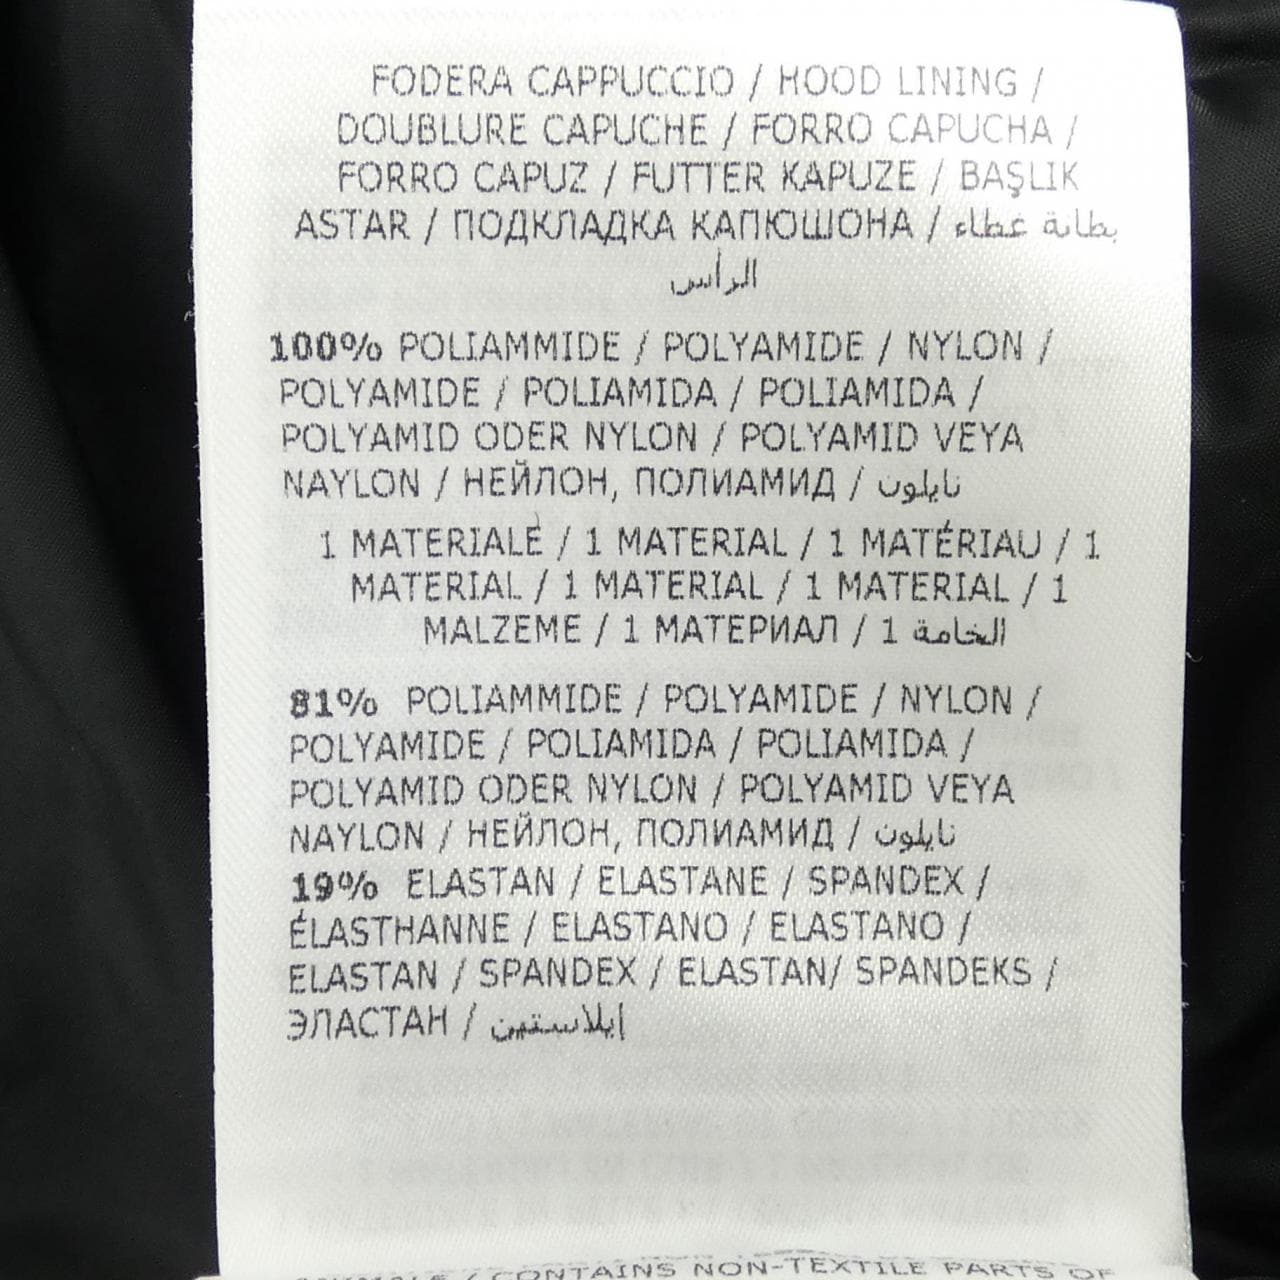 FODERA CAPPUCCIO / HOOD LINING /
DOUBLURE CAPUCHE / FORRO CAPUCHA /
FORRO CAPUZ / FUTTER KAPUZE / BAŞLIK
ASTAR / ПОДКЛАДКА КАПЮШОНА / بطانة غطاء
الرأس
100% POLIAMMIDE / POLYAMIDE / NYLON /
POLYAMIDE / POLIAMIDA / POLIAMIDA /
POLYAMID ODER NYLON / POLYAMID VEYA
NAYLON / НЕЙЛОН, ПОЛИАМИД / نايلون
1 MATERIALE / 1 MATERIAL / 1 MATÉRIAU / 1
MATERIAL / 1 MATERIAL / 1 MATERIAL / 1
MALZEME / 1 МАТЕРИАЛ / 1 الخامة
81% POLIAMMIDE / POLYAMIDE / NYLON /
POLYAMIDE / POLIAMIDA / POLIAMIDA /
POLYAMID ODER NYLON / POLYAMID VEYA
NAYLON / НЕЙЛОН, ПОЛИАМИД / نايلون
19% ELASTAN / ELASTANE / SPANDEX /
ÉLASTHANNE / ELASTANO / ELASTANO /
ELASTAN / SPANDEX / ELASTAN/ SPANDEKS /
ЭЛАСТАН / إيلاستين
/ CONTAINS NON-TEXTILE PARTS OF